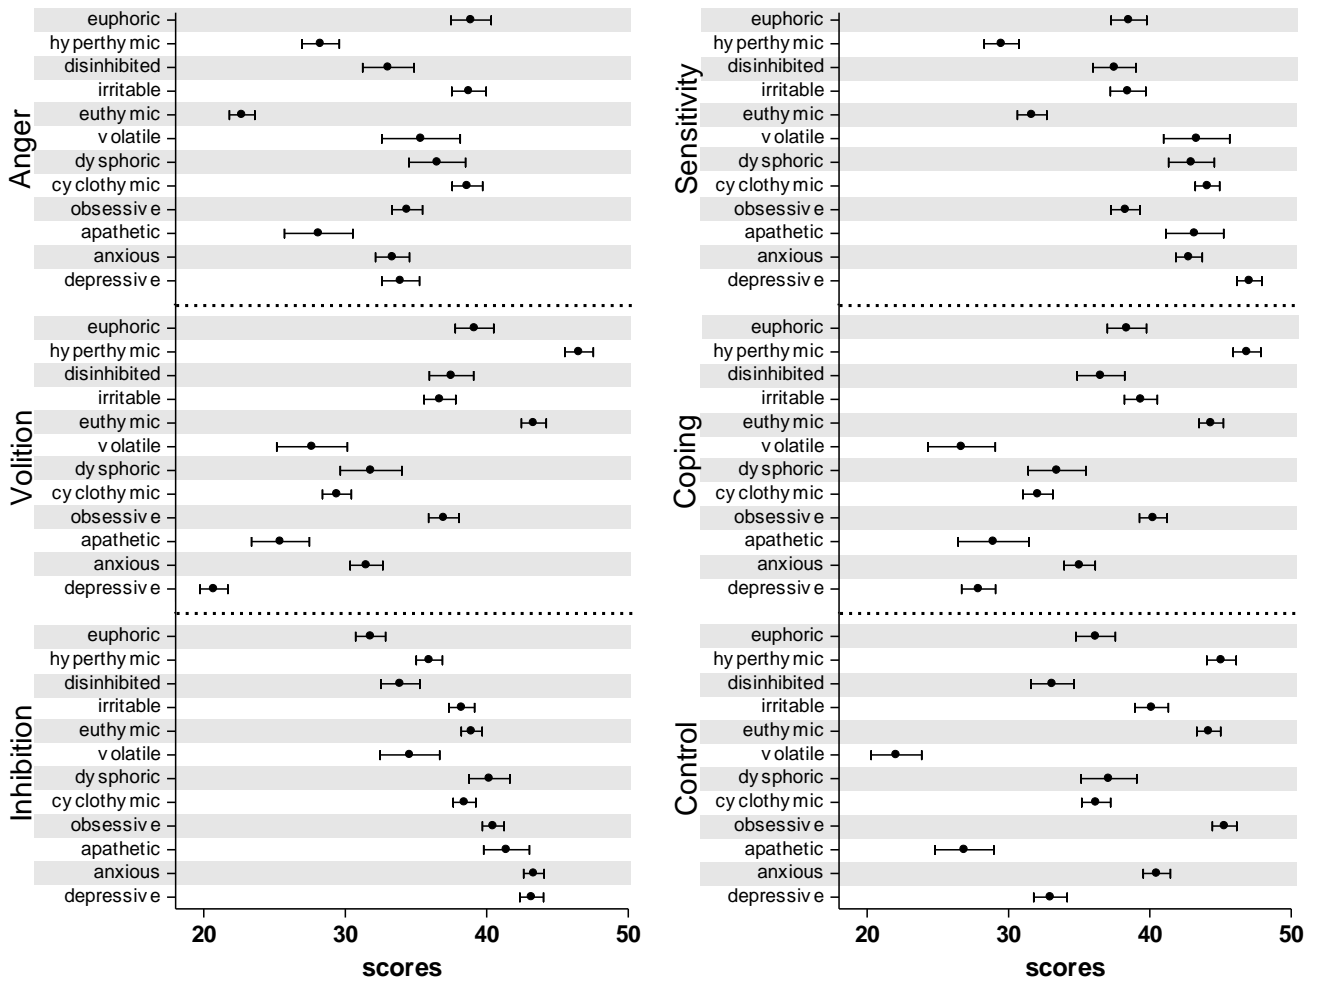 Anger
euphoric
hyperthymic
disinhibited
irritable
euthymic
volatile
dysphoric
cyclothymic
obsessive
apathetic
anxious
depressive
Volition
euphoric
hyperthymic
disinhibited
irritable
euthymic
volatile
dysphoric
cyclothymic
obsessive
apathetic
anxious
depressive
Inhibition
euphoric
hyperthymic
disinhibited
irritable
euthymic
volatile
dysphoric
cyclothymic
obsessive
apathetic
anxious
depressive
20 30 40 50
scores
Sensitivity
euphoric
hyperthymic
disinhibited
irritable
euthymic
volatile
dysphoric
cyclothymic
obsessive
apathetic
anxious
depressive
Coping
euphoric
hyperthymic
disinhibited
irritable
euthymic
volatile
dysphoric
cyclothymic
obsessive
apathetic
anxious
depressive
Control
euphoric
hyperthymic
disinhibited
irritable
euthymic
volatile
dysphoric
cyclothymic
obsessive
apathetic
anxious
depressive
20 30 40 50
scores